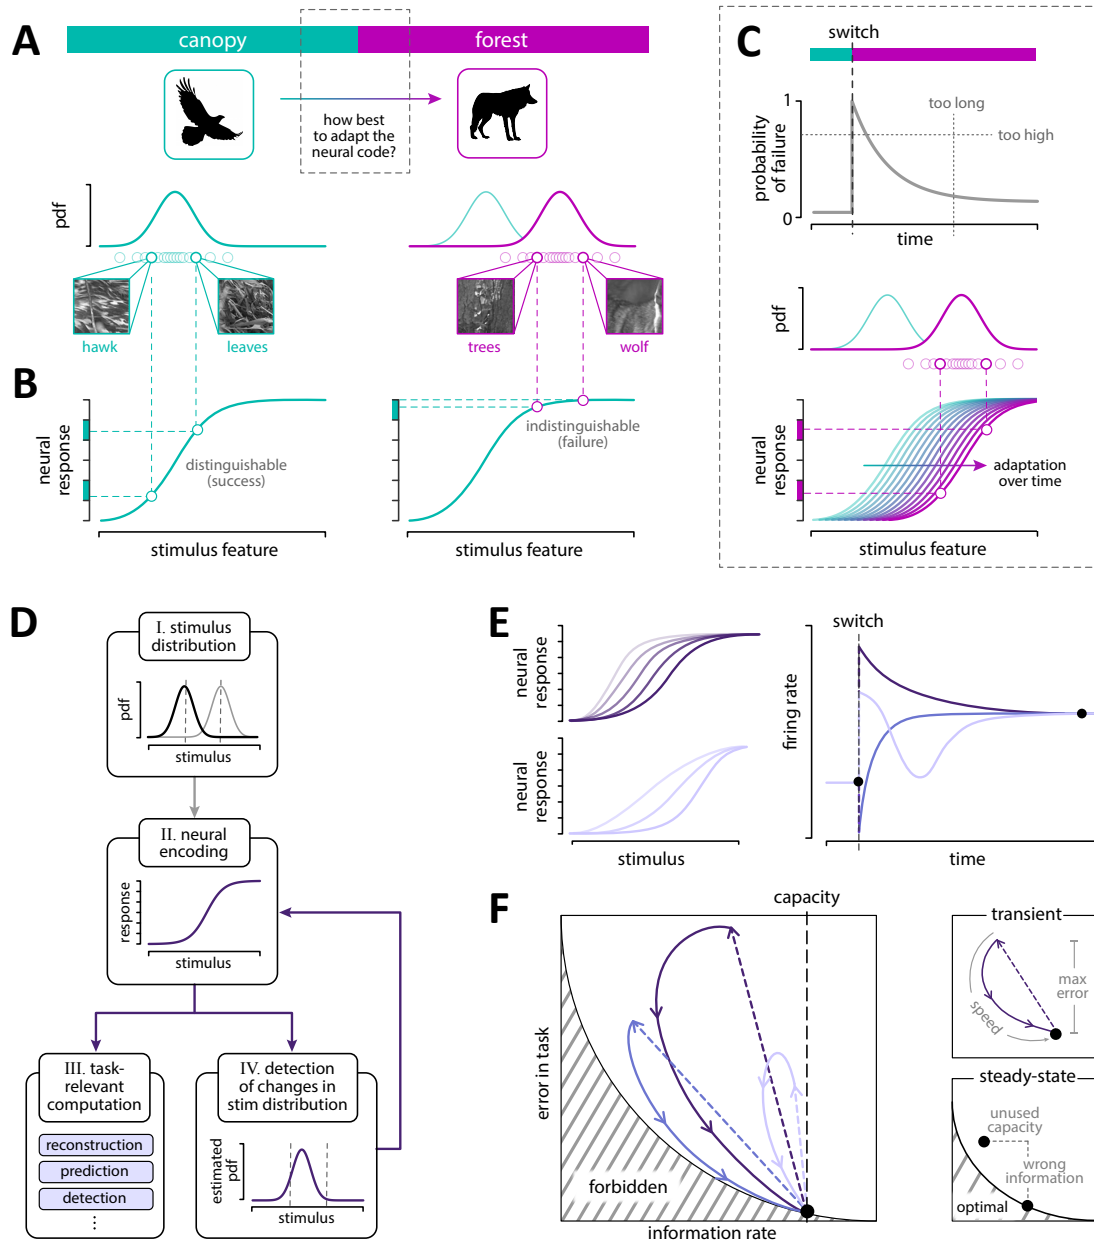 A
canopy
forest
how best
to adapt the
neural code?
pdf
hawk
leaves
trees
wolf
B
neural
response
distinguishable
(success)
stimulus feature
indistinguishable
(failure)
stimulus feature
C
switch
probability
of failure
1
0
too long
too high
time
pdf
neural
response
adaptation
over time
stimulus feature
D
I. stimulus
distribution
pdf
stimulus
II. neural
encoding
response
stimulus
III. task-
relevant
computation
reconstruction
prediction
detection
⋮
IV. detection
of changes in
stim distribution
estimated
pdf
stimulus
E
neural
response
neural
response
stimulus
switch
firing rate
time
F
capacity
error in task
forbidden
information rate
transient
max
error
speed
steady-state
unused
capacity
wrong
information
optimal